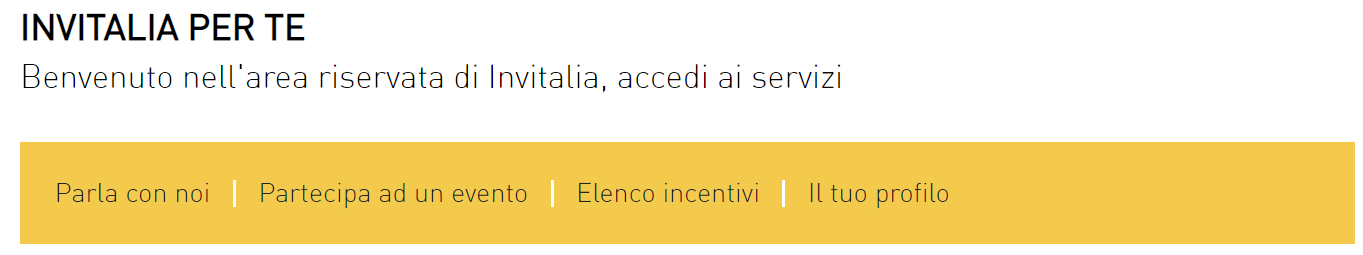 INVITALIA PER TE
Benvenuto nell'area riservata di Invitalia, accedi ai servizi
Parla con noi | Partecipa ad un evento | Elenco incentivi | Il tuo profilo